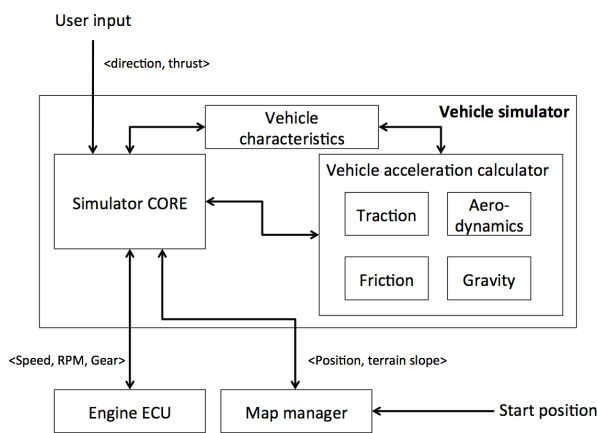 User input
<direction, thrust>
Vehicle simulator
Vehicle
characteristics
Simulator CORE
Vehicle acceleration calculator
Traction
Aero-
dynamics
Friction
Gravity
<Speed, RPM, Gear>
<Position, terrain slope>
Engine ECU
Map manager
Start position